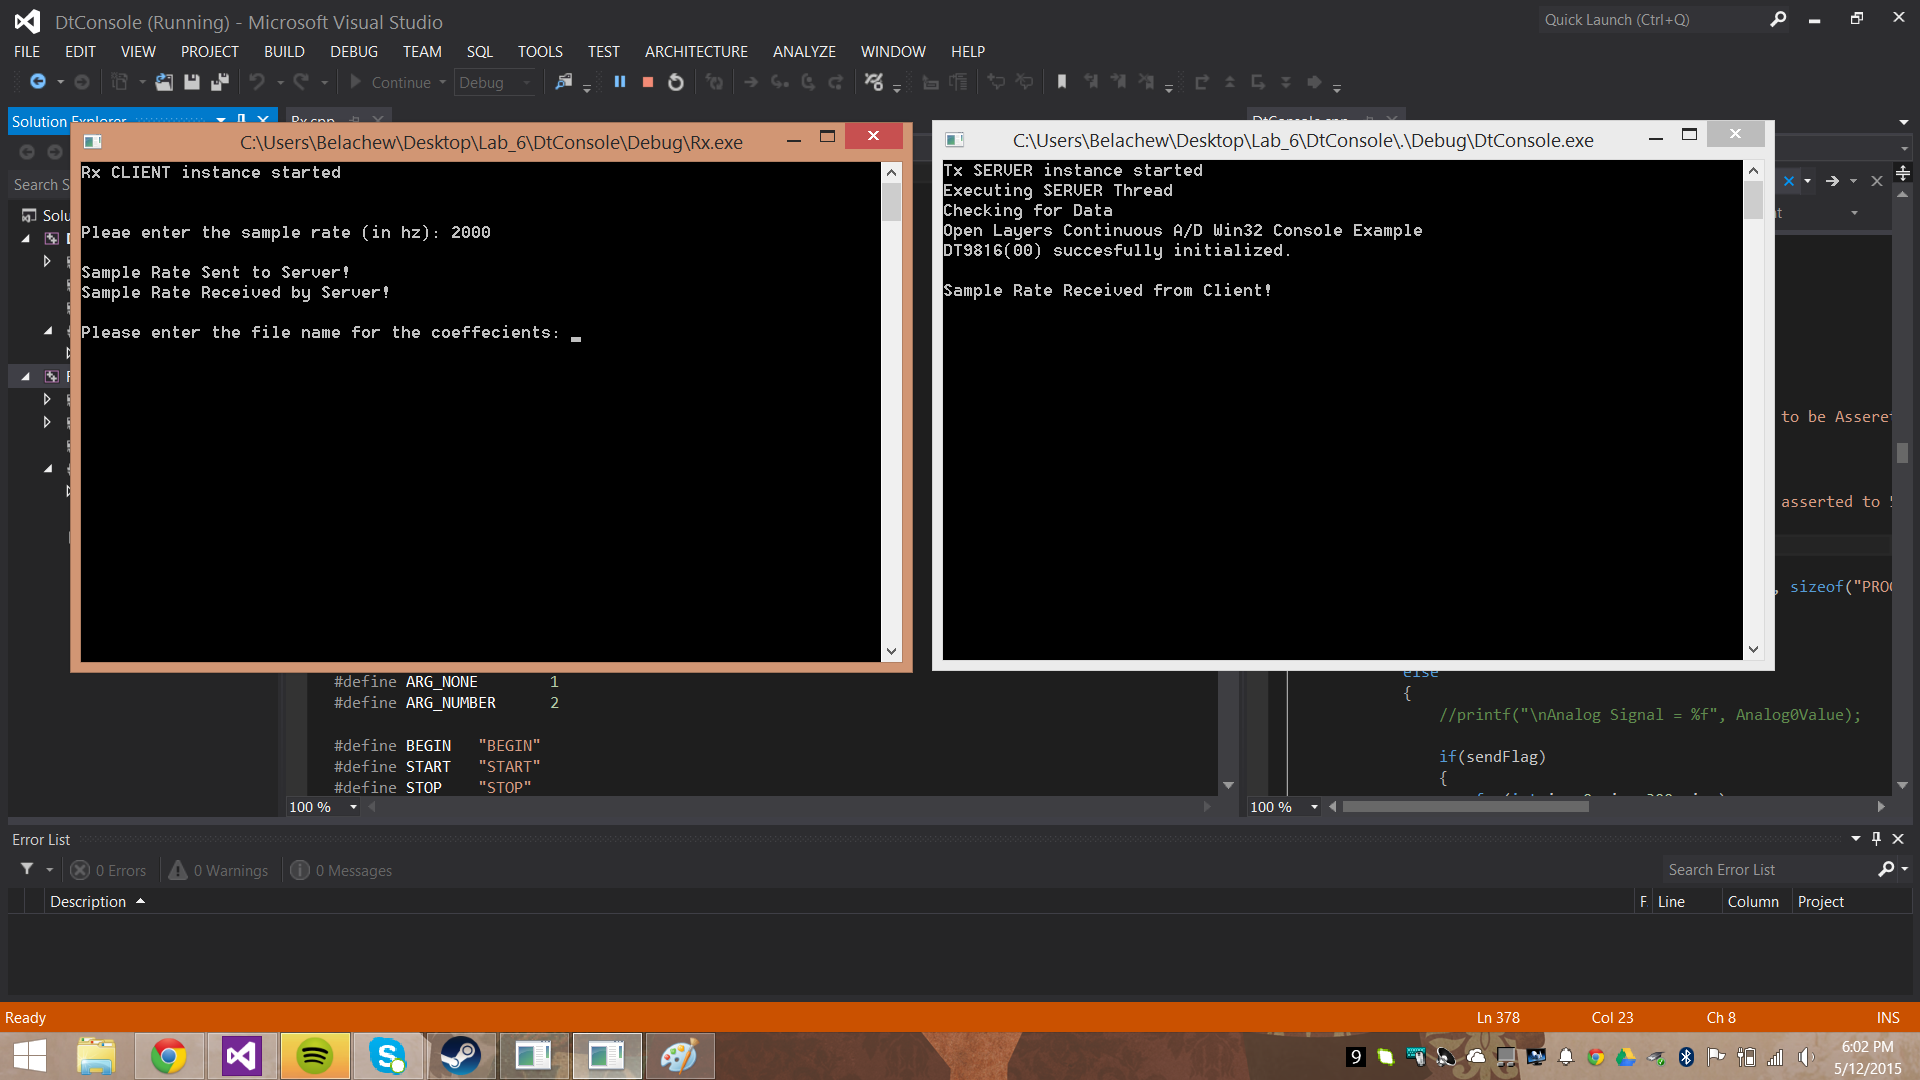 DtConsole (Running) - Microsoft Visual Studio
Quick Launch (Ctrl+Q)
FILE EDIT VIEW PROJECT BUILD DEBUG TEAM SQL TOOLS TEST ARCHITECTURE ANALYZE WINDOW HELP
Continue Debug
Solution Explorer
Rx.cpp
DtConsole.cpp
Search S
Solu
C:\Users\Belachew\Desktop\Lab_6\DtConsole\Debug\Rx.exe
Rx CLIENT instance started
Pleae enter the sample rate (in hz): 2000
Sample Rate Sent to Server!
Sample Rate Received by Server!
Please enter the file name for the coeffecients:
C:\Users\Belachew\Desktop\Lab_6\DtConsole\.\Debug\DtConsole.exe
Tx SERVER instance started
Executing SERVER Thread
Checking for Data
Open Layers Continuous A/D Win32 Console Example
DT9816(00) succesfully initialized.
Sample Rate Received from Client!
to be Asseret
asserted to
, sizeof("PROC
#define ARG_NONE 1
#define ARG_NUMBER 2
#define BEGIN "BEGIN"
#define START "START"
#define STOP "STOP"
100 %
else
{
//printf("\nAnalog Signal = %f", Analog0Value);
if(sendFlag)
{
100 %
Error List
0 Errors 0 Warnings 0 Messages
Search Error List
Description F Line Column Project
Ready Ln 378 Col 23 Ch 8 INS
9
6:02 PM
5/12/2015